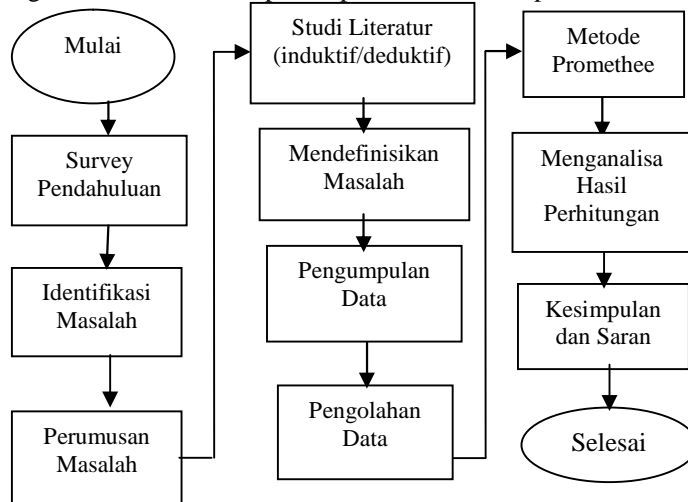 Mulai
Survey
Pendahuluan
Identifikasi
Masalah
Perumusan
Masalah
Studi Literatur
(induktif/deduktif)
Mendefinisikan
Masalah
Pengumpulan
Data
Pengolahan
Data
Metode
Promethee
Menganalisa
Hasil
Perhitungan
Kesimpulan
dan Saran
Selesai